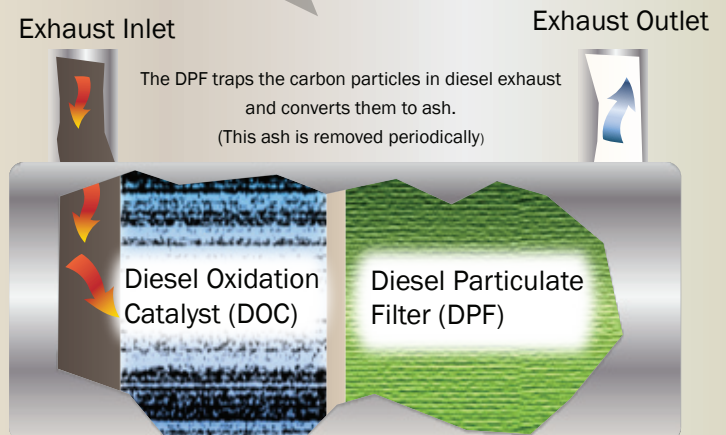 Exhaust Inlet
Exhaust Outlet
The DPF traps the carbon particles in diesel exhaust
and converts them to ash.
(This ash is removed periodically)
Diesel Oxidation
Catalyst (DOC)
Diesel Particulate
Filter (DPF)